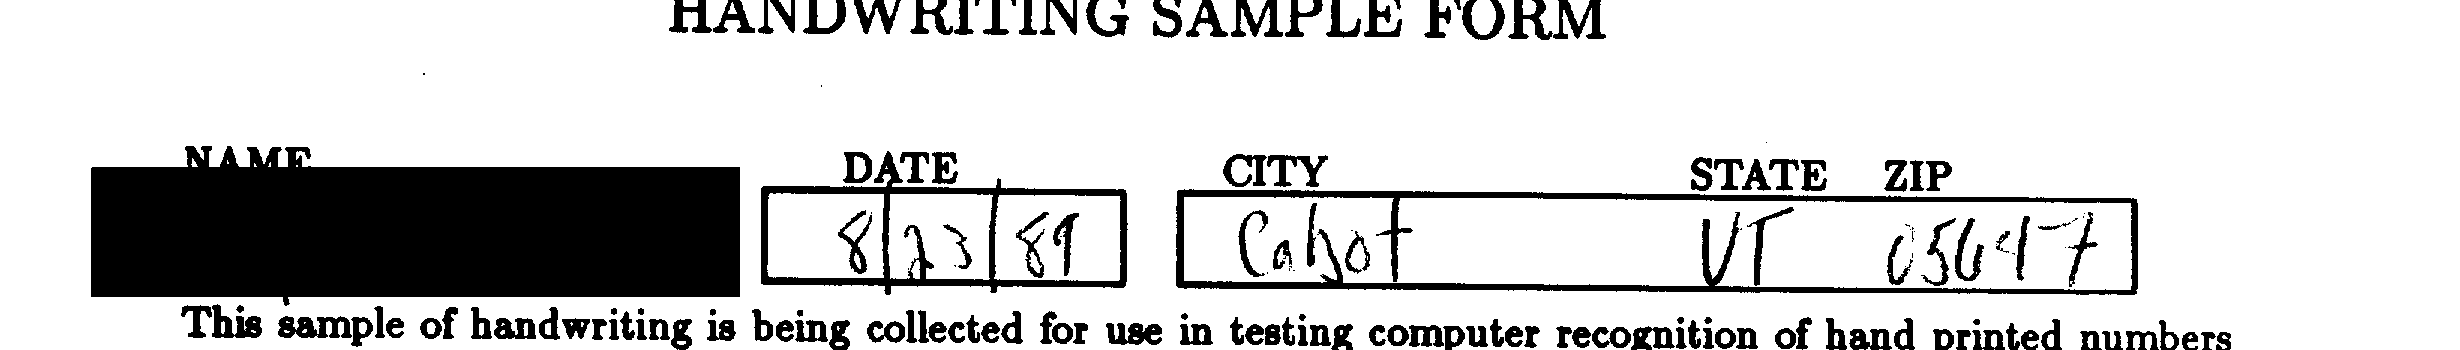 HANDWRITING SAMPLE FORM
NAME DATE CITY STATE ZIP
8/23/89 Cabot VT 05647
This sample of handwriting is being collected for use in testing computer recognition of hand printed numbers